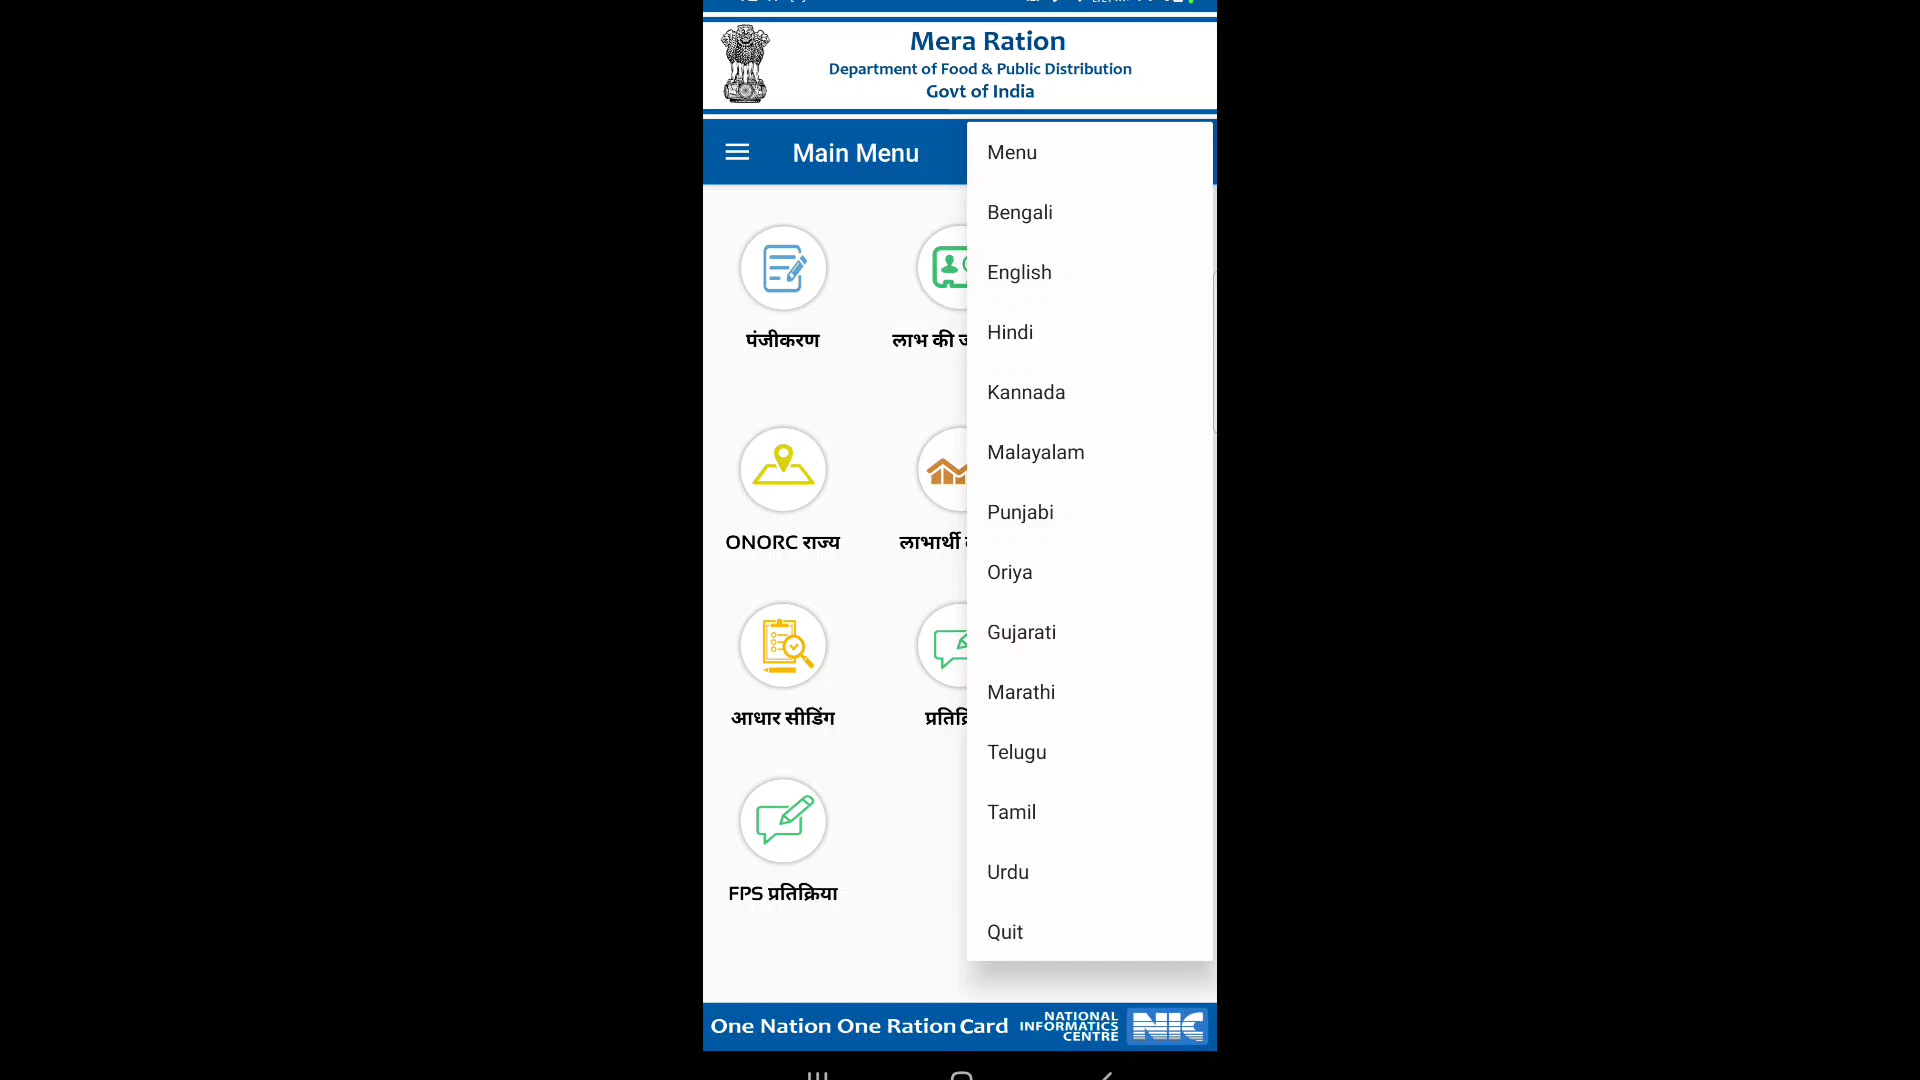 Mera Ration
Department of Food & Public Distribution
Govt of India
Main Menu
Menu
Bengali
English
Hindi
Kannada
Malayalam
Punjabi
Oriya
Gujarati
Marathi
Telugu
Tamil
Urdu
Quit
पंजीकरण
लाभ की
ONORC राज्य
लाभार्थी
आधार सीडिंग
FPS प्रतिक्रिया
One Nation One Ration Card
NATIONAL
INFORMATICS
CENTRE
NIC